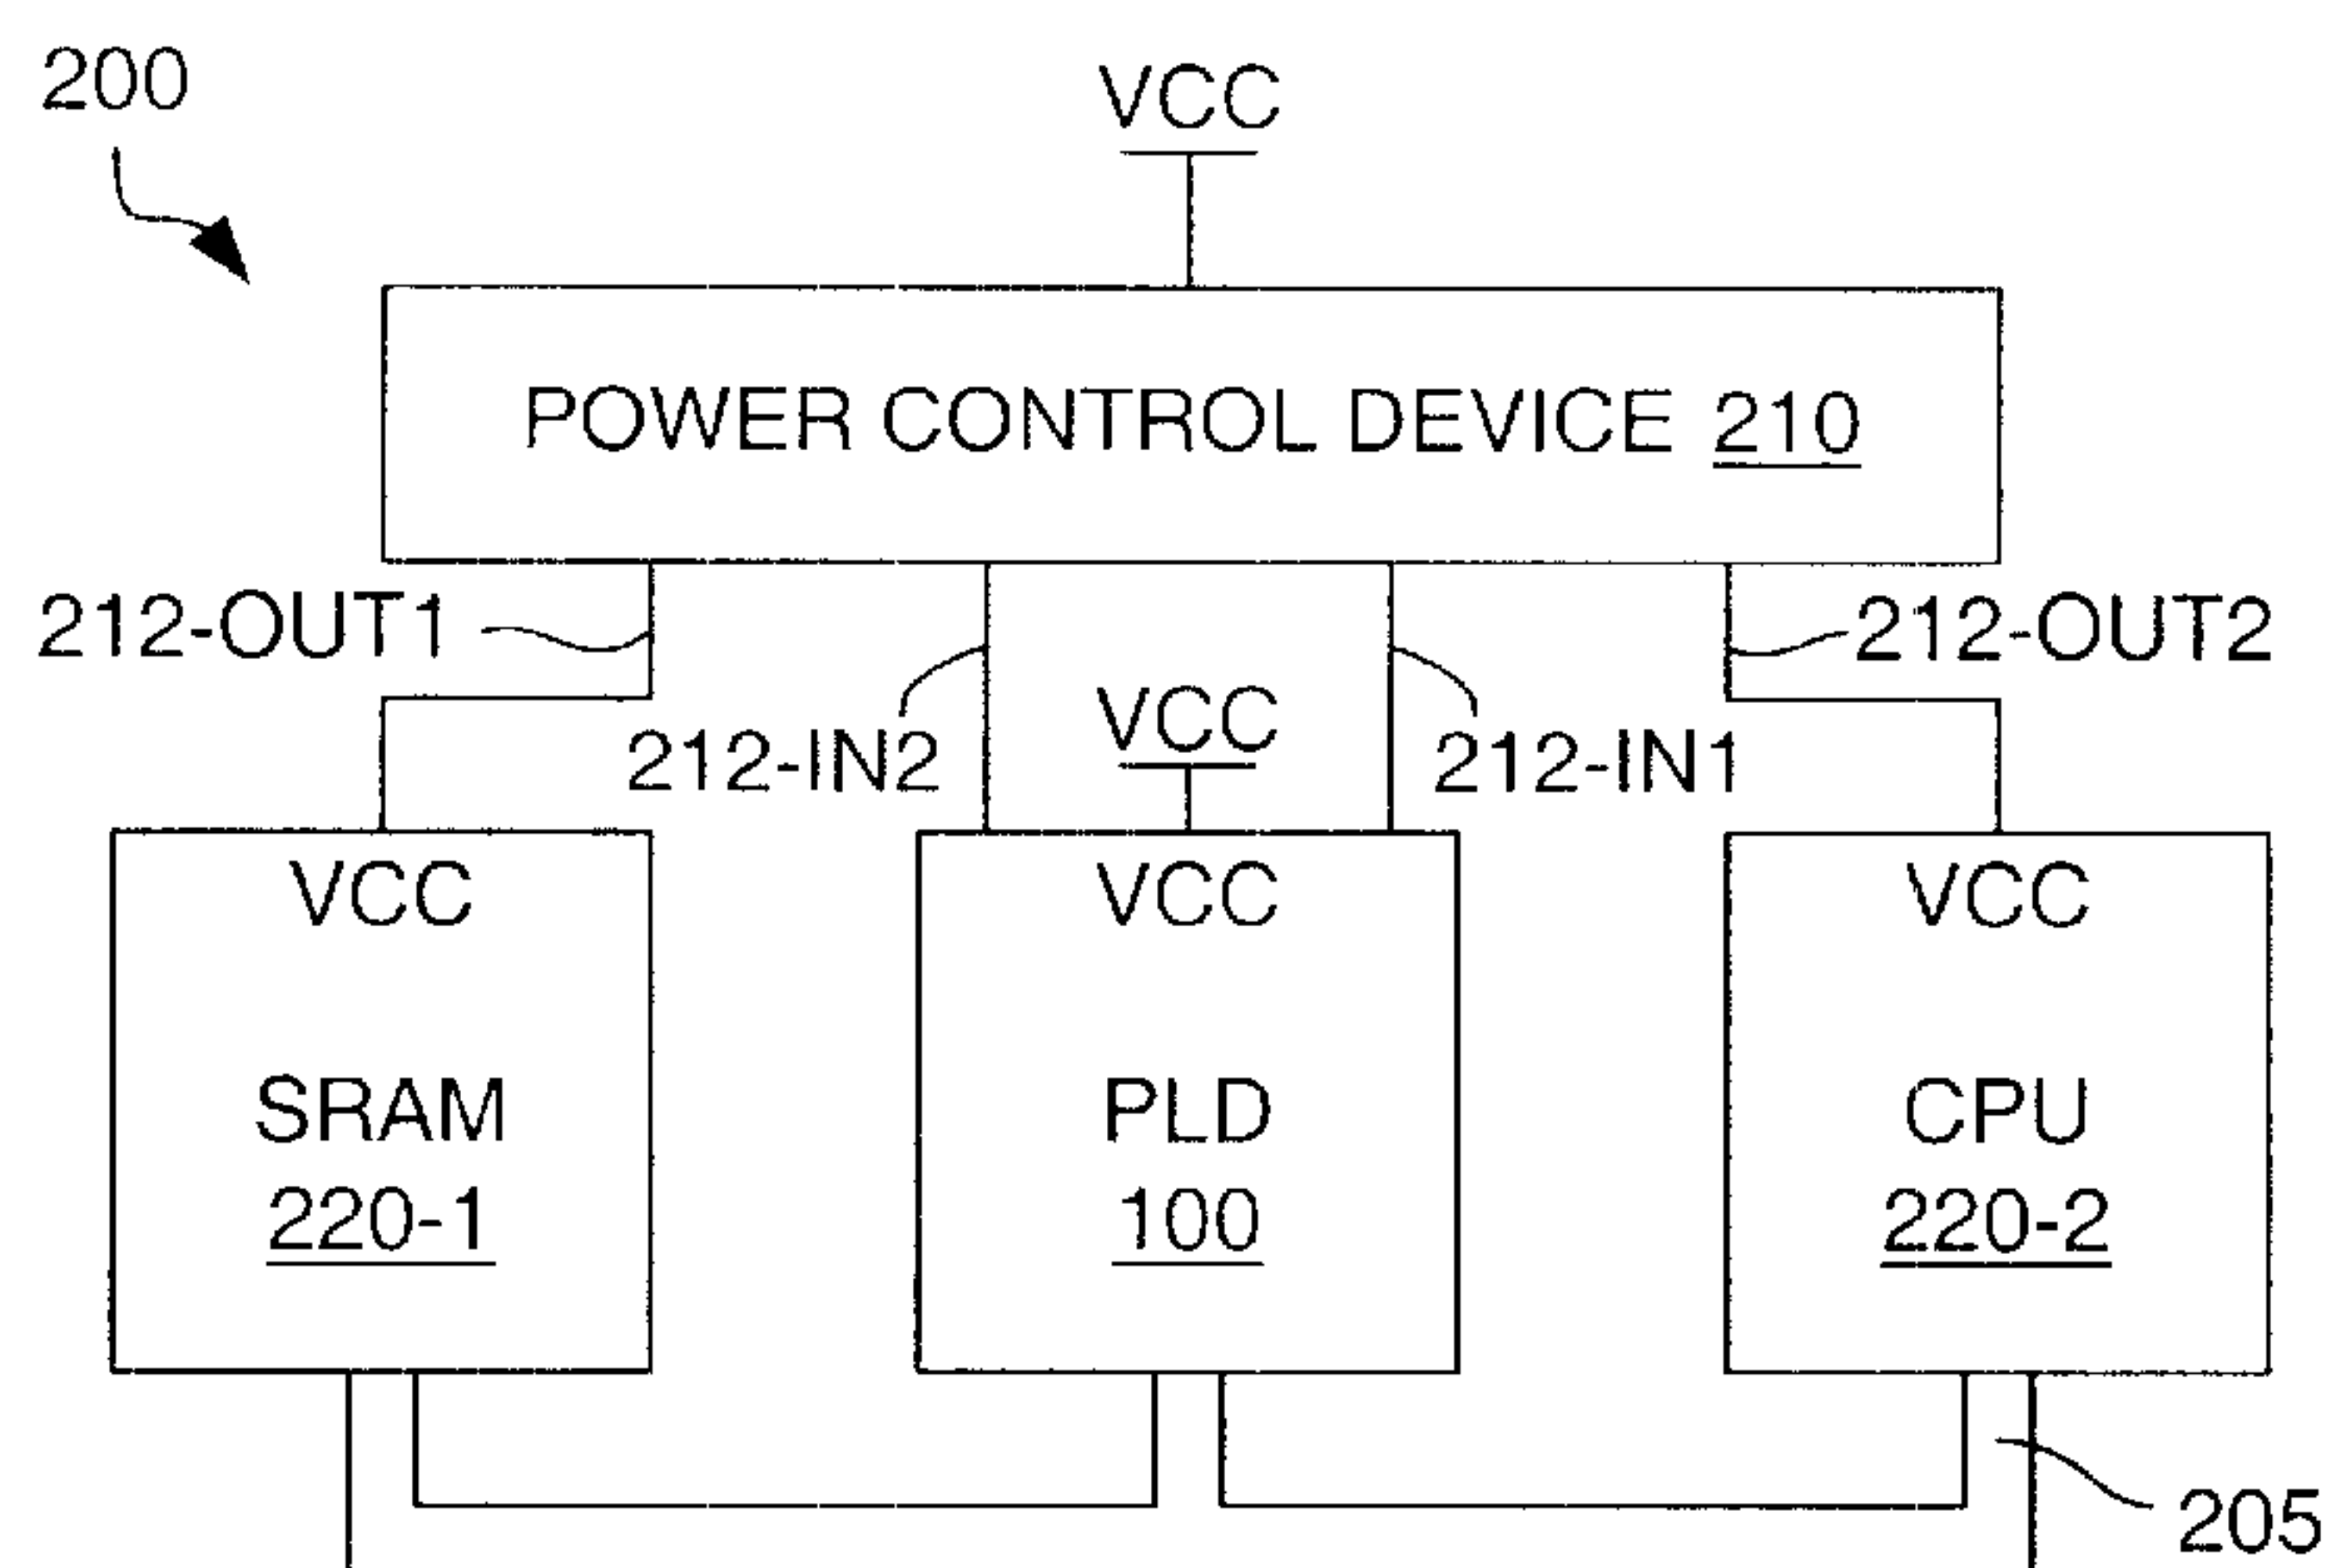 200
VCC
POWER CONTROL DEVICE 210
212-OUT1
212-OUT2
212-IN2
VCC
212-IN1
VCC
VCC
VCC
SRAM
220-1
PLD
100
CPU
220-2
205